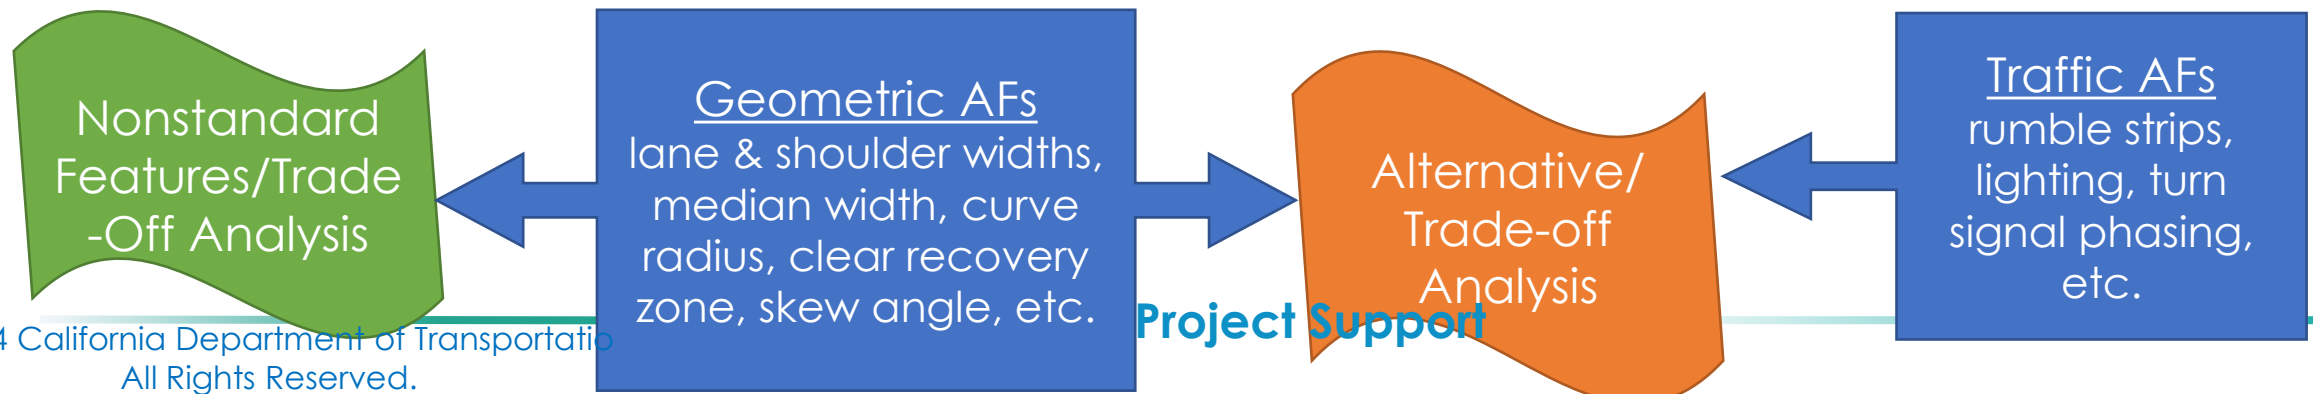 Nonstandard
Features/Trade
-Off Analysis
Geometric AFs
lane & shoulder widths,
median width, curve
radius, clear recovery
zone, skew angle, etc.
Alternative/
Trade-off
Analysis
Traffic AFs
rumble strips,
lighting, turn
signal phasing,
etc.
4 California Department of Transportatio
All Rights Reserved.
Project Support